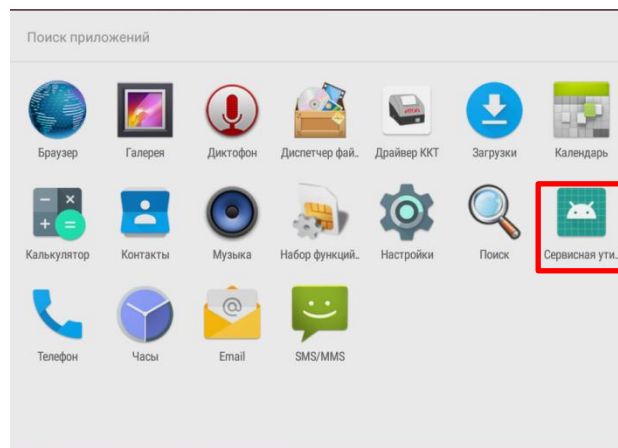 Поиск приложений
Браузер Галерея Диктофон Диспетчер фай.. Драйвер ККТ Загрузки Календарь
Калькулятор Контакты Музыка Набор функций.. Настройки Поиск Сервисная ути..
Телефон Часы Email SMS/MMS